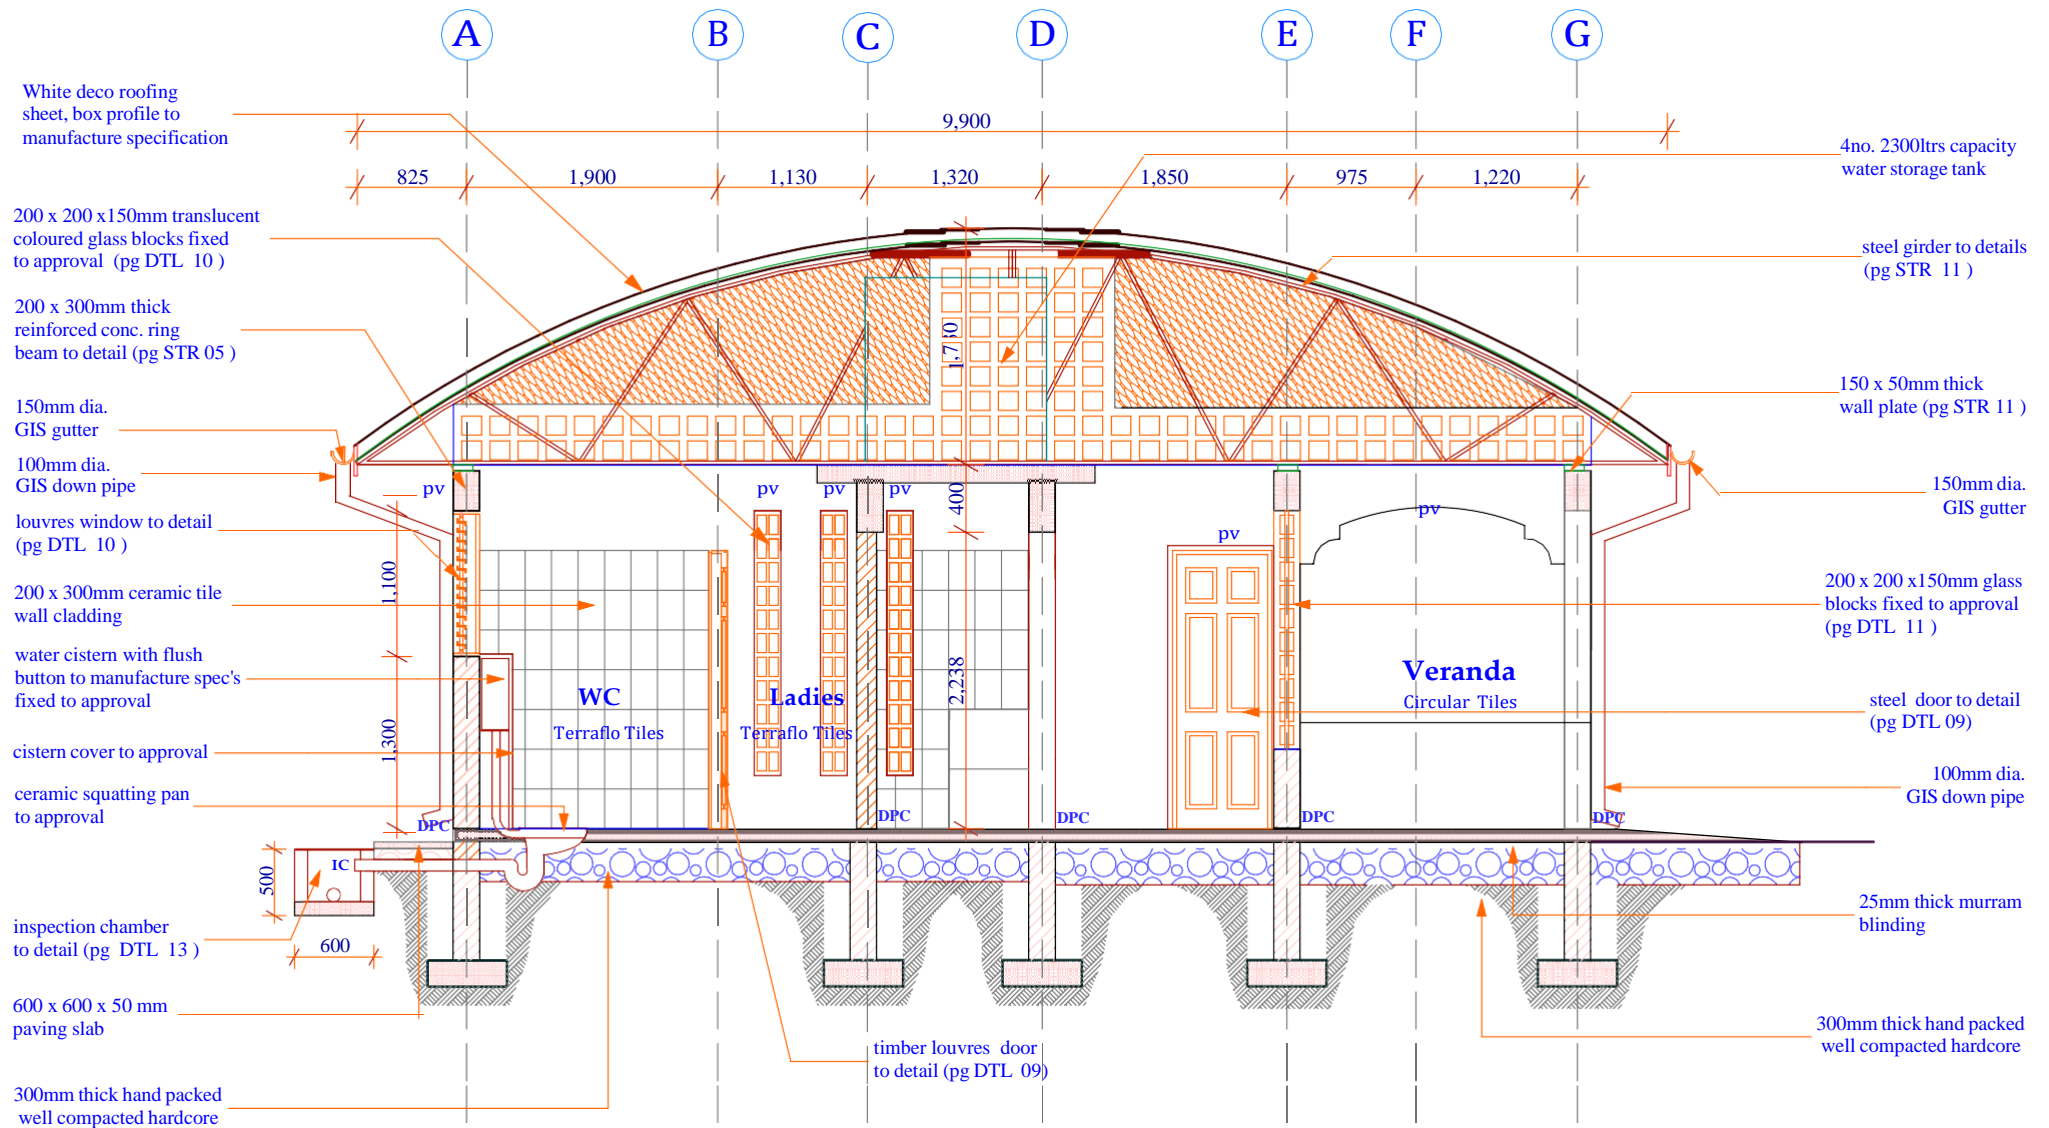 A B C D E F G
White deco roofing
sheet, box profile to
manufacture specification
9,900
4no. 2300ltrs capacity
water storage tank
825 1,900 1,130 1,320 1,850 975 1,220
200 x 200 x150mm translucent
coloured glass blocks fixed
to approval (pg DTL 10 )
steel girder to details
(pg STR 11 )
200 x 300mm thick
reinforced conc. ring
beam to detail (pg STR 05 )
150 x 50mm thick
wall plate (pg STR 11 )
150mm dia.
GIS gutter
100mm dia.
GIS down pipe
pv pv pv pv
400
pv
150mm dia.
GIS gutter
louvres window to detail
(pg DTL 10 )
pv
1,100
200 x 300mm ceramic tile
wall cladding
200 x 200 x150mm glass
blocks fixed to approval
(pg DTL 11 )
water cistern with flush
button to manufacture spec's
fixed to approval
2,238
WC
Terraflo Tiles
Ladies
Terraflo Tiles
Veranda
Circular Tiles
steel door to detail
(pg DTL 09)
1,300
cistern cover to approval
ceramic squatting pan
to approval
100mm dia.
GIS down pipe
DPC DPC DPC DPC DPC
IC
500
600
inspection chamber
to detail (pg DTL 13 )
25mm thick murram
blinding
600 x 600 x 50 mm
paving slab
300mm thick hand packed
well compacted hardcore
timber louvres door
to detail (pg DTL 09)
300mm thick hand packed
well compacted hardcore